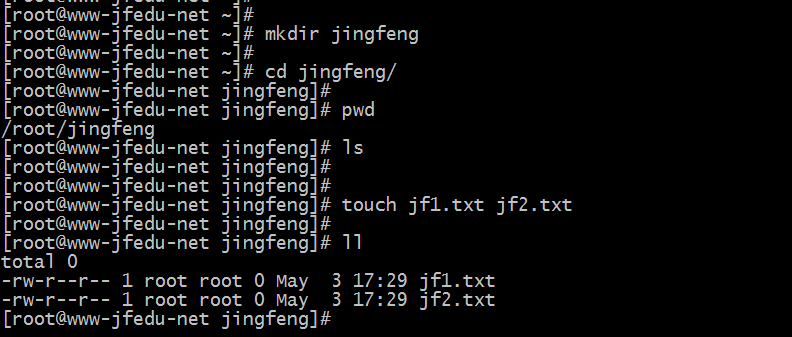 [root@www-jfedu-net ~]#
[root@www-jfedu-net ~]# mkdir jingfeng
[root@www-jfedu-net ~]#
[root@www-jfedu-net ~]# cd jingfeng/
[root@www-jfedu-net jingfeng]#
[root@www-jfedu-net jingfeng]# pwd
/root/jingfeng
[root@www-jfedu-net jingfeng]# ls
[root@www-jfedu-net jingfeng]#
[root@www-jfedu-net jingfeng]#
[root@www-jfedu-net jingfeng]# touch jf1.txt jf2.txt
[root@www-jfedu-net jingfeng]#
[root@www-jfedu-net jingfeng]# ll
total 0
-rw-r--r-- 1 root root 0 May  3 17:29 jf1.txt
-rw-r--r-- 1 root root 0 May  3 17:29 jf2.txt
[root@www-jfedu-net jingfeng]#